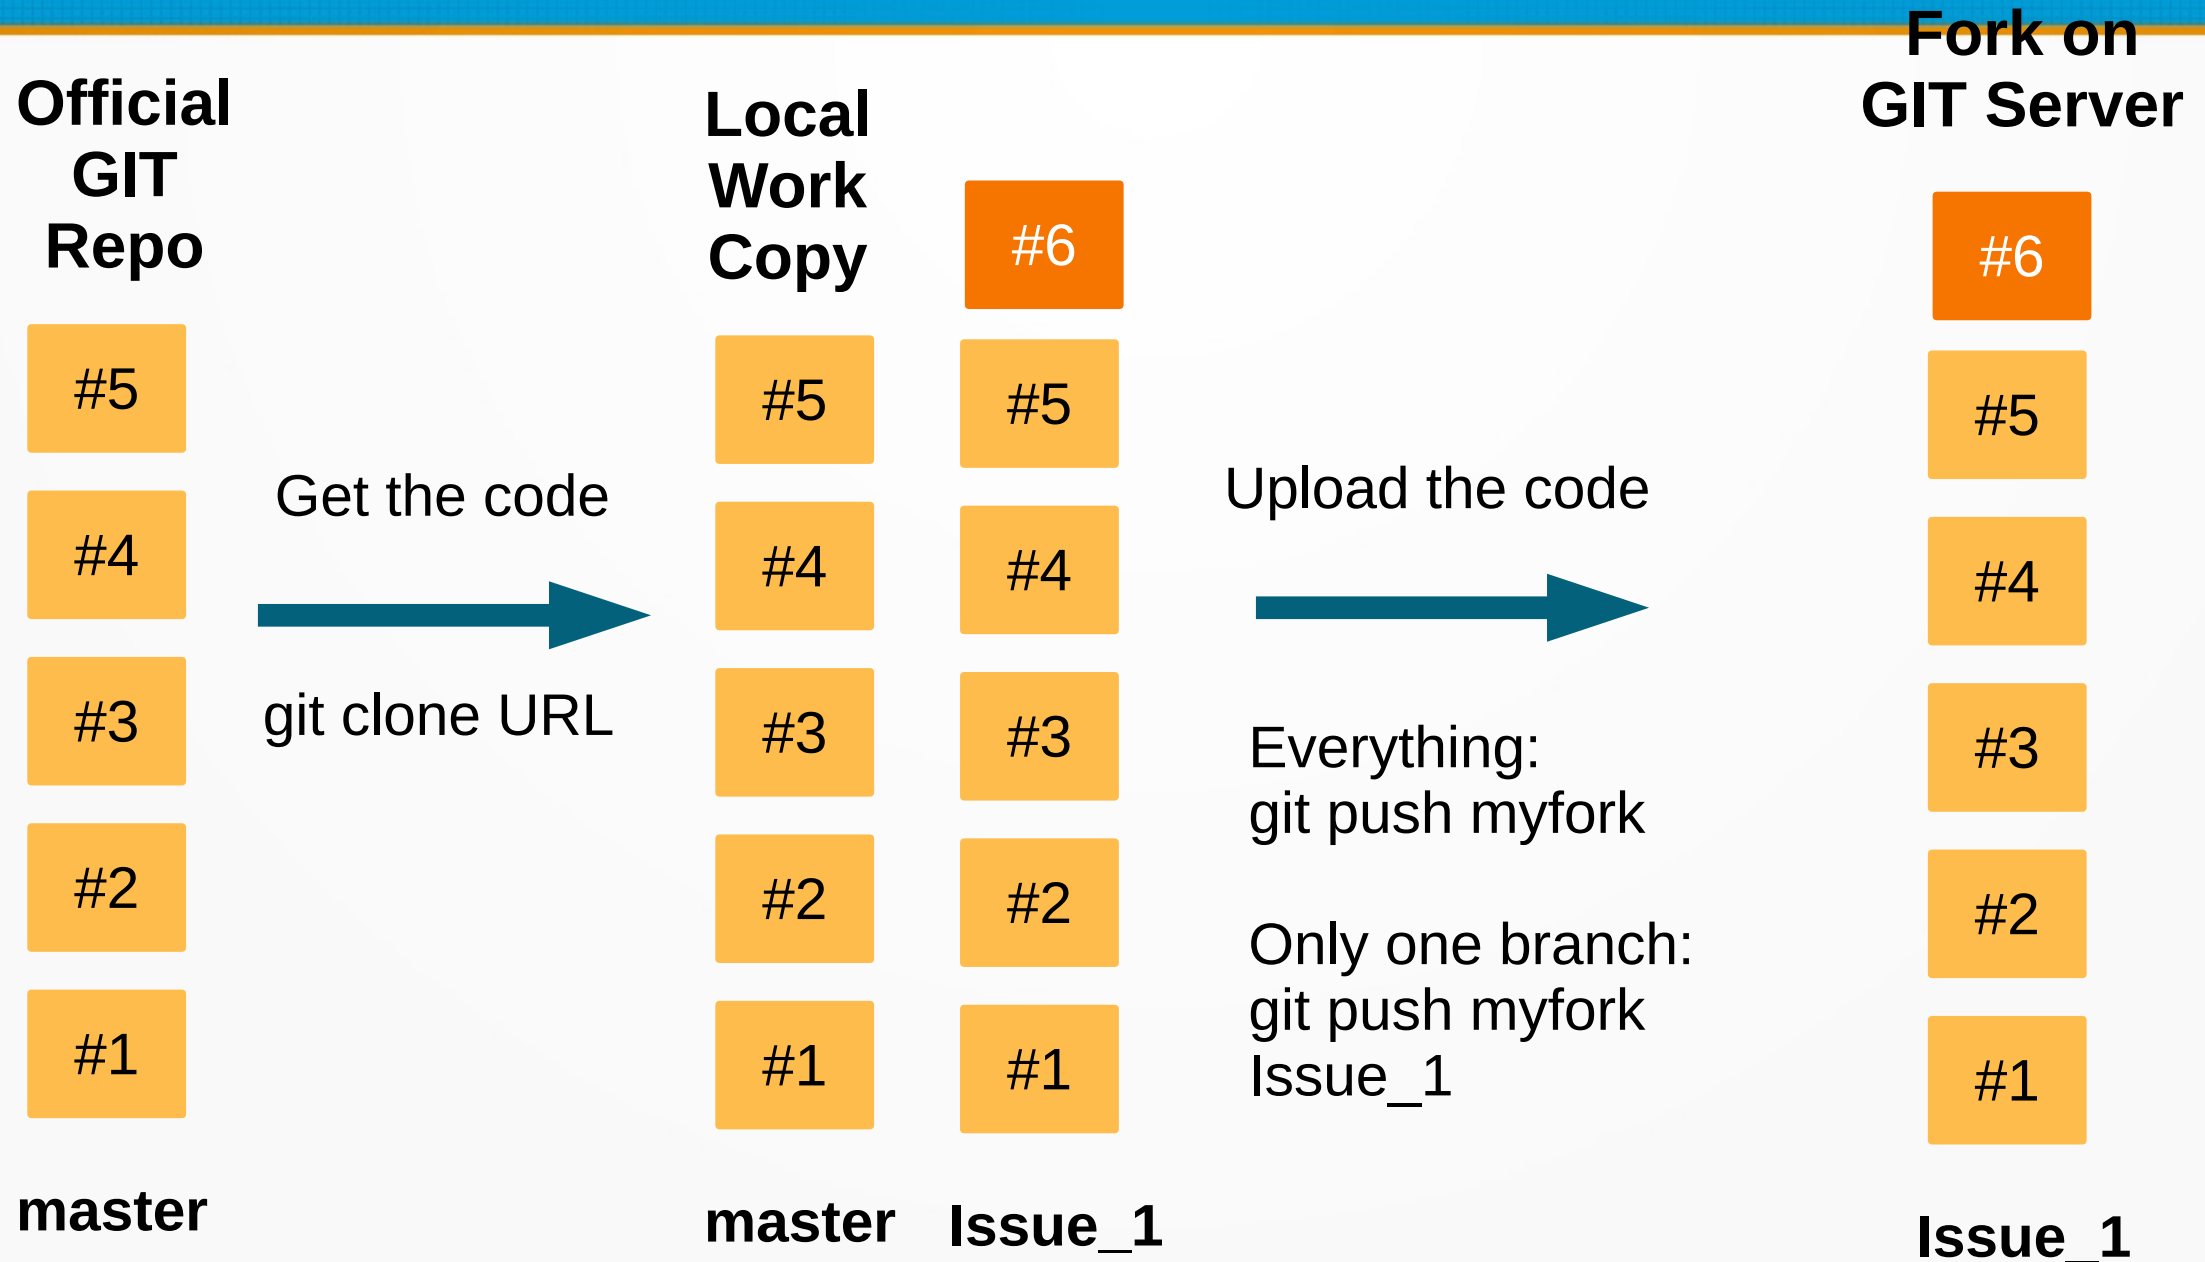 Official
GIT
Repo
#5
#4
#3
#2
#1
master
Get the code
git clone URL
Local
Work
Copy
#5
#4
#3
#2
#1
master
#6
#5
#4
#3
#2
#1
Issue_1
Upload the code
Everything:
git push myfork
Only one branch:
git push myfork
Issue_1
Fork on
GIT Server
#6
#5
#4
#3
#2
#1
Issue_1